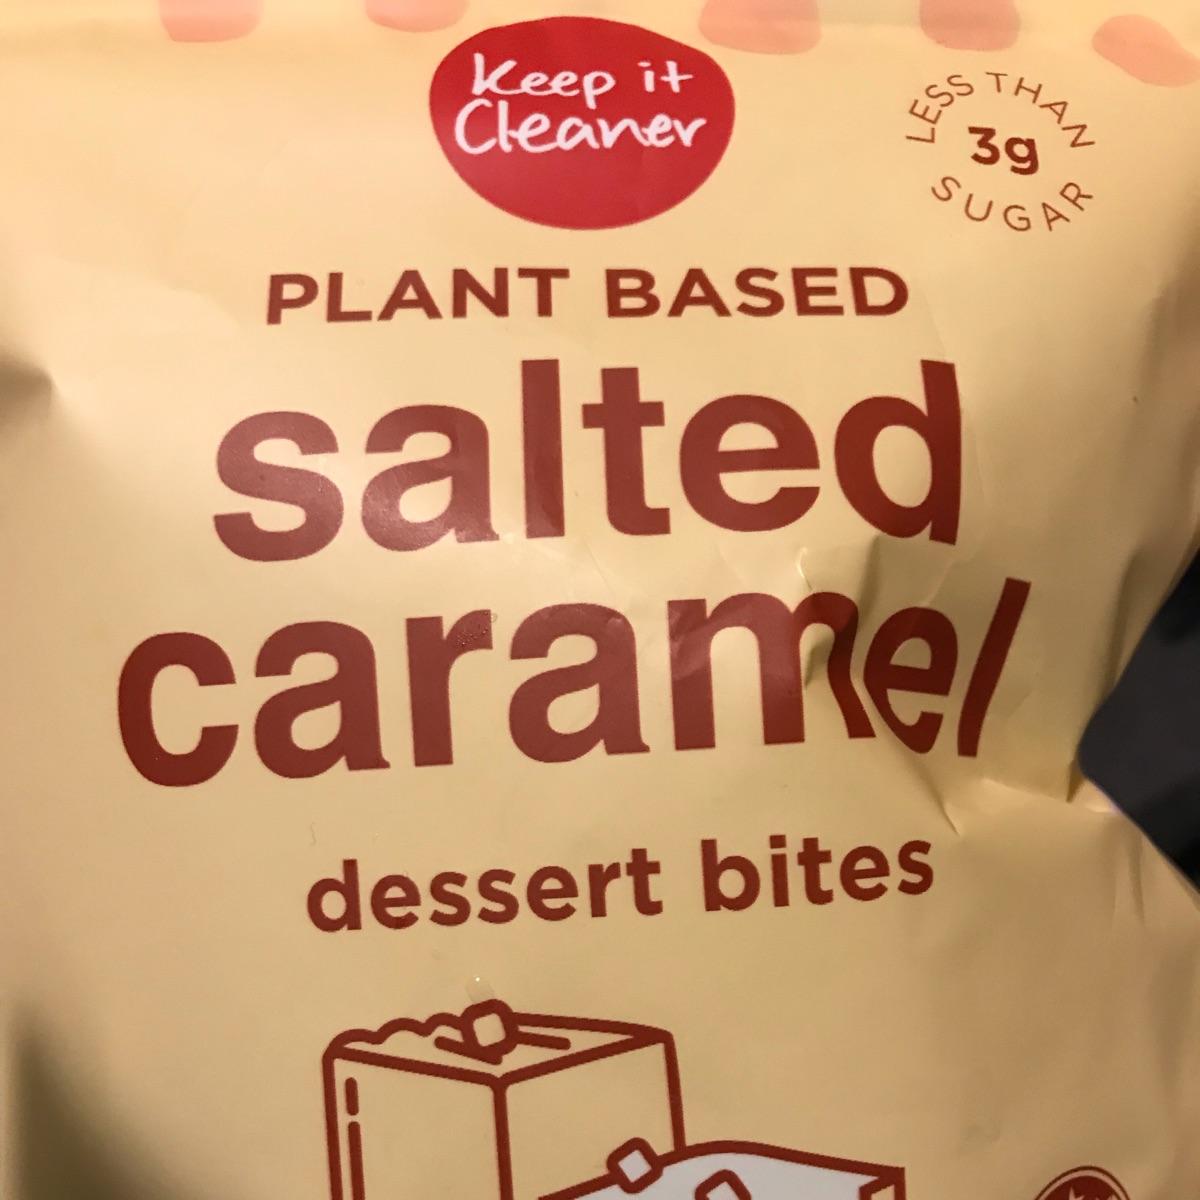 Keep it
Cleaner
LESS THAN
3g
SUGAR
PLANT BASED
salted
caramel
dessert bites